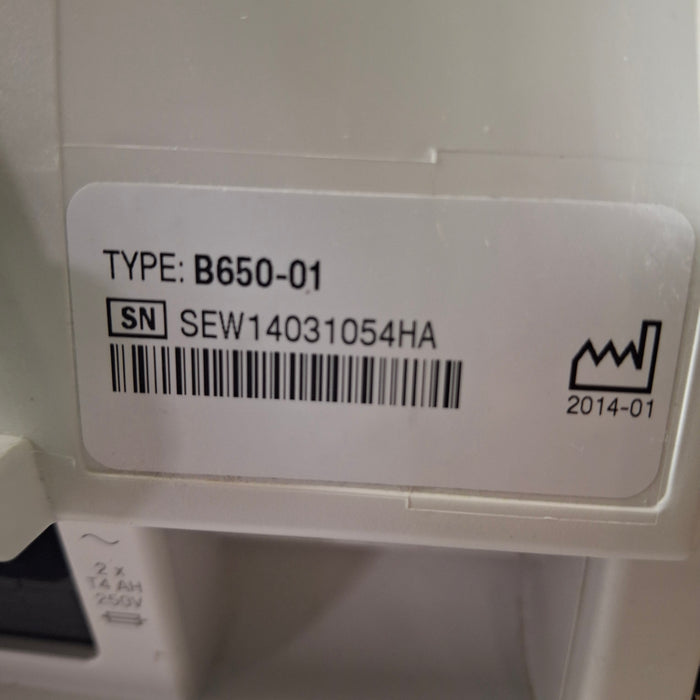 TYPE: B650-01
SN SEW14031054HA
2014-01
2 x
T4 AH
250V